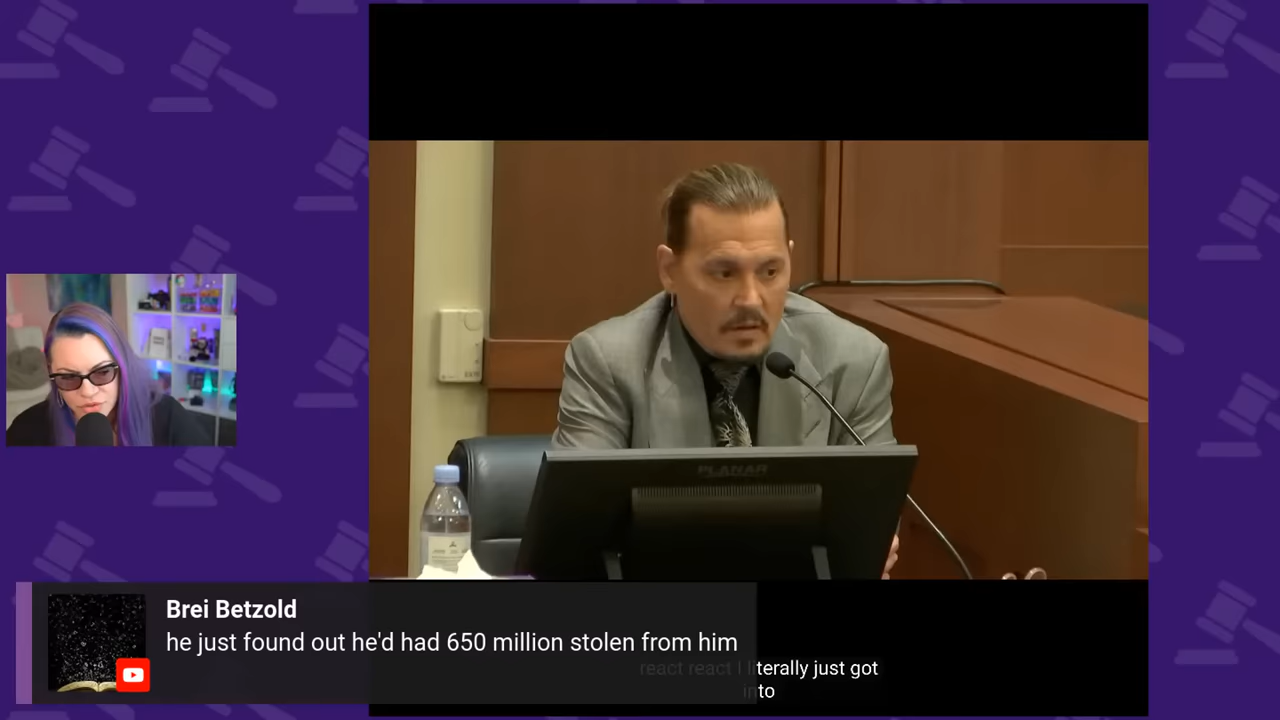 PLANAR
Brei Betzold
he just found out he'd had 650 million stolen from him
react react I literally just got
into